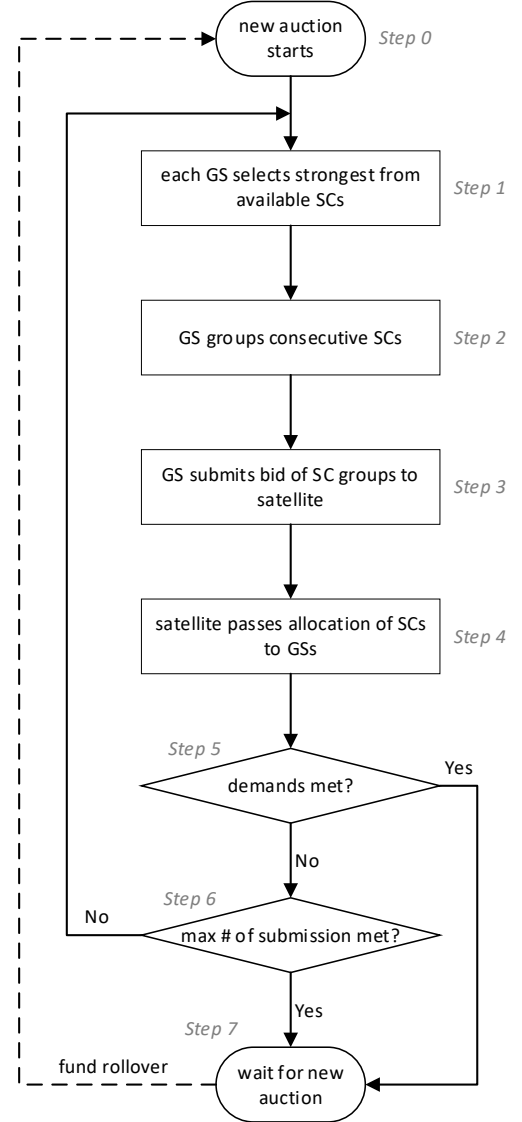 new auction
starts
Step 0
each GS selects strongest from
available SCs
Step 1
GS groups consecutive SCs
Step 2
GS submits bid of SC groups to
satellite
Step 3
satellite passes allocation of SCs
to GSs
Step 4
Step 5
Yes
demands met?
No
Step 6
No
max # of submission met?
Yes
Step 7
fund rollover
wait for new
auction